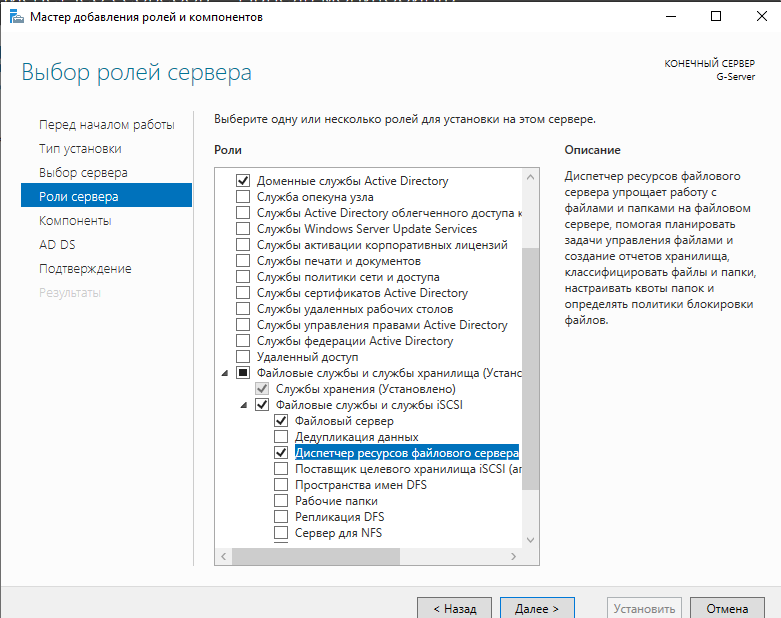 Мастер добавления ролей и компонентов
Выбор ролей сервера
КОНЕЧНЫЙ СЕРВЕР
G-Server
Перед началом работы
Тип установки
Выбор сервера
Роли сервера
Компоненты
AD DS
Подтверждение
Результаты
Выберите одну или несколько ролей для установки на этом сервере.
Роли
Доменные службы Active Directory
Служба опекуна узла
Службы Active Directory облегченного доступа к
Службы Windows Server Update Services
Службы активации корпоративных лицензий
Службы печати и документов
Службы политики сети и доступа
Службы сертификатов Active Directory
Службы удаленных рабочих столов
Службы управления правами Active Directory
Службы федерации Active Directory
Удаленный доступ
Файловые службы и службы хранилища (Устано
Службы хранения (Установлено)
Файловые службы и службы iSCSI
Файловый сервер
Дедупликация данных
Диспетчер ресурсов файлового сервера
Поставщик целевого хранилища iSCSI (ап
Пространства имен DFS
Рабочие папки
Репликация DFS
Сервер для NFS
Описание
Диспетчер ресурсов файлового
сервера упрощает работу с
файлами и папками на файловом
сервере, помогая планировать
задачи управления файлами и
создание отчетов хранилища,
классифицировать файлы и папки,
настраивать квоты папок и
определять политики блокировки
файлов.
< Назад
Далее >
Установить
Отмена